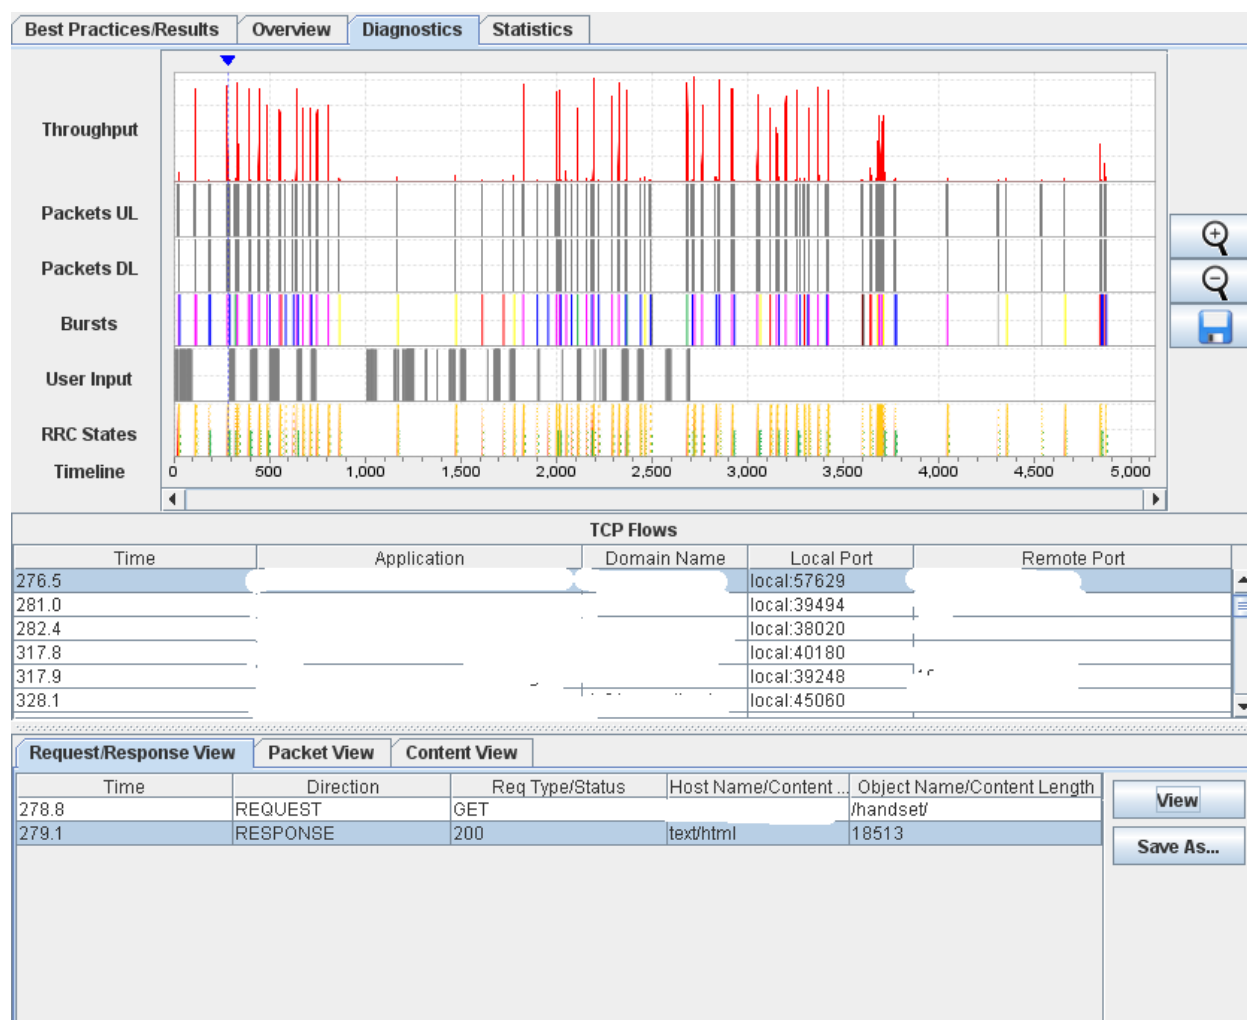 Best Practices/Results Overview Diagnostics Statistics
Throughput
Packets UL
Packets DL
Bursts
User Input
RRC States
Timeline 0 500 1,000 1,500 2,000 2,500 3,000 3,500 4,000 4,500 5,000
TCP Flows
Time Application Domain Name Local Port Remote Port
276.5 local:57629
281.0 local:39494
282.4 local:38020
317.8 local:40180
317.9 local:39248
328.1 local:45060
Request/Response View Packet View Content View
Time Direction Req Type/Status Host Name/Content ... Object Name/Content Length
278.8 REQUEST GET /handset/
279.1 RESPONSE 200 text/html 18513
View
Save As...